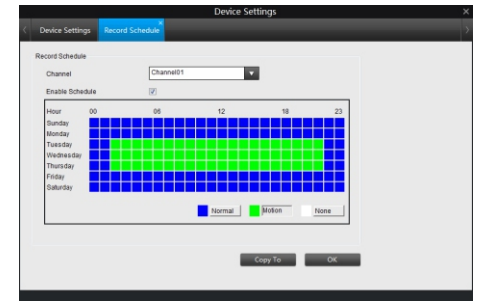 Device Settings
Device Settings
Record Schedule
Record Schedule
Channel
Channel01
Enable Schedule
Hour 00 06 12 18 23
Sunday
Monday
Tuesday
Wednesday
Thursday
Friday
Saturday
Normal Motion None
Copy To OK